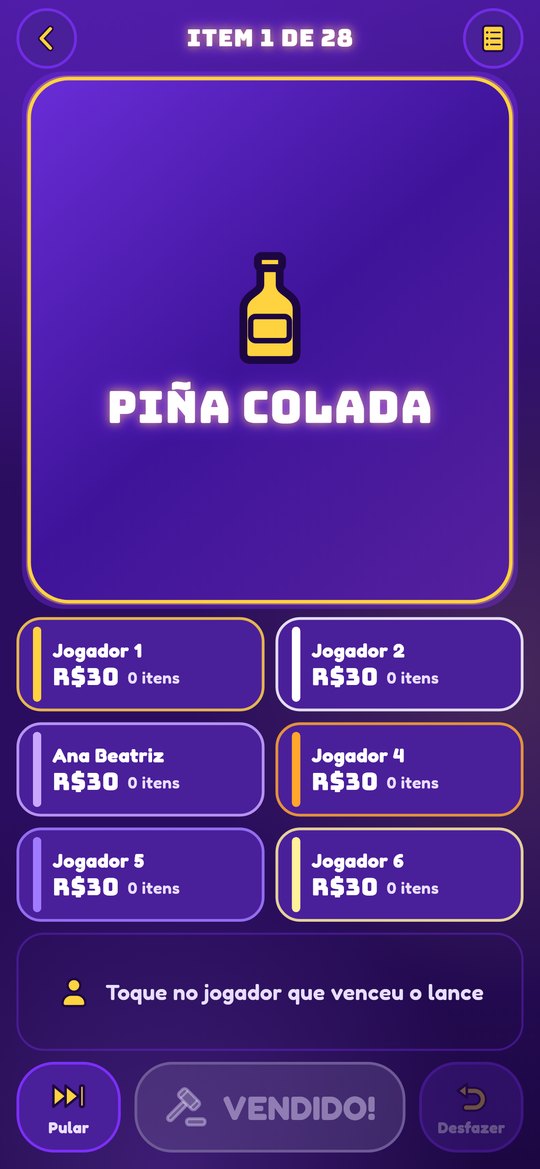 ITEM 1 DE 28
PIÑA COLADA
Jogador 1
R$30 0 itens
Jogador 2
R$30 0 itens
Ana Beatriz
R$30 0 itens
Jogador 4
R$30 0 itens
Jogador 5
R$30 0 itens
Jogador 6
R$30 0 itens
Toque no jogador que venceu o lance
Pular
VENDIDO!
Desfazer